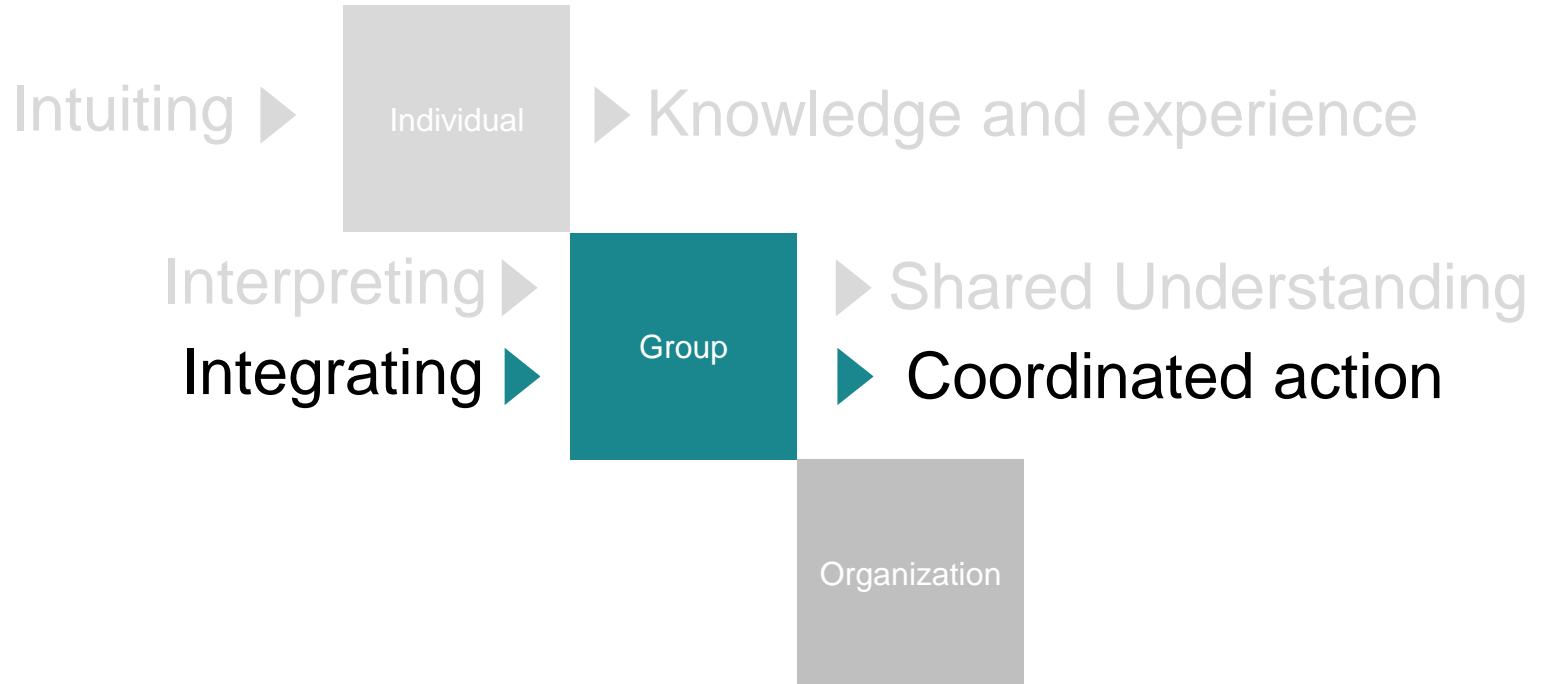 Intuiting
Individual
Knowledge and experience
Interpreting
Shared Understanding
Group
Integrating
Coordinated action
Organization